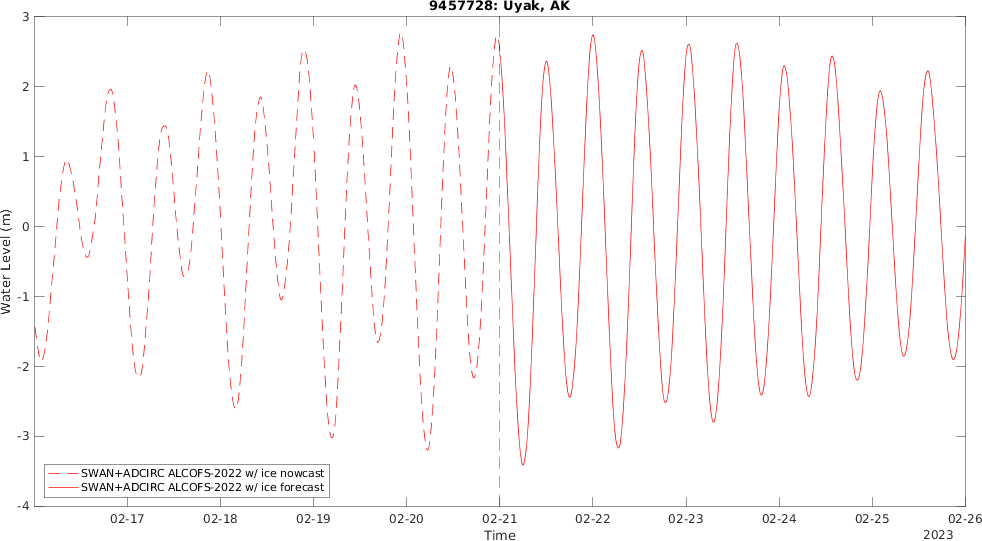 9457728: Uyak, AK
3
2
1
0
-1
-2
-3
-4
Water Level (m)
SWAN+ADCIRC ALCOFS-2022 w/ ice nowcast
SWAN+ADCIRC ALCOFS-2022 w/ ice forecast
02-17 02-18 02-19 02-20 02-21 02-22 02-23 02-24 02-25 02-26
Time
2023